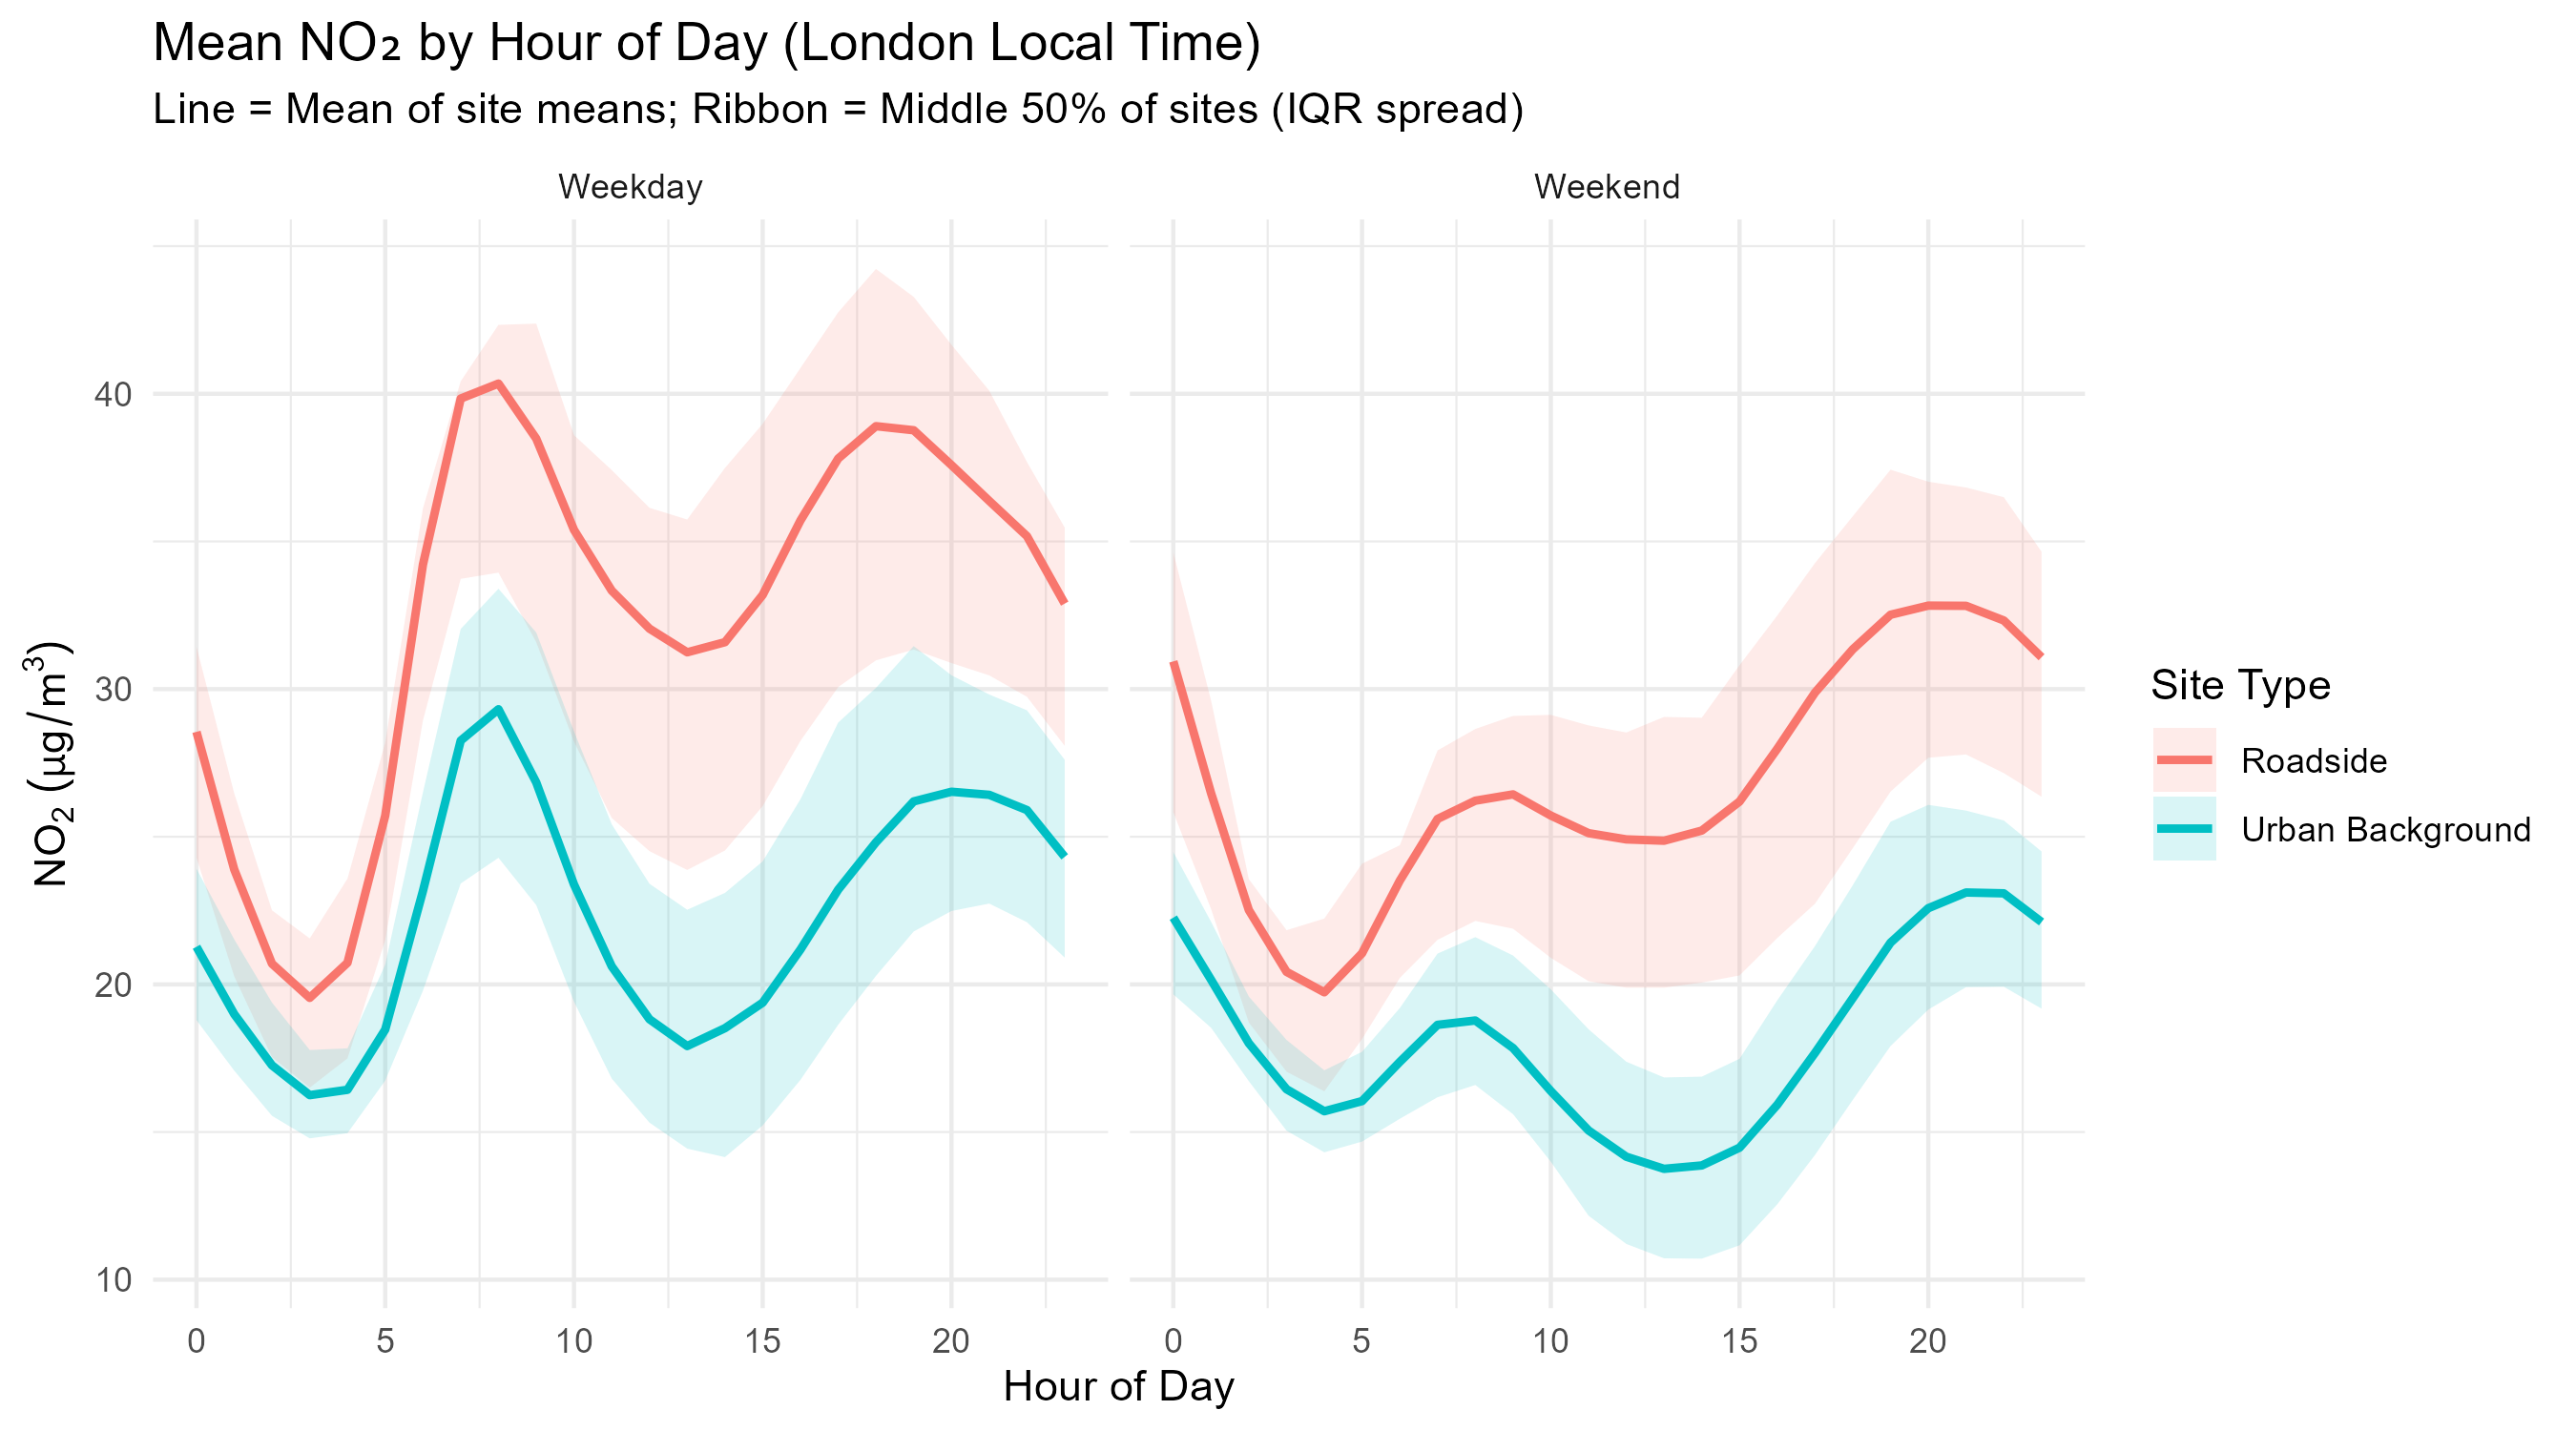 Mean NO₂ by Hour of Day (London Local Time)
Line = Mean of site means; Ribbon = Middle 50% of sites (IQR spread)
Weekday
Weekend
NO₂ (µg/m³)
40
30
20
10
0 5 10 15 20
0 5 10 15 20
Hour of Day
Site Type
Roadside
Urban Background